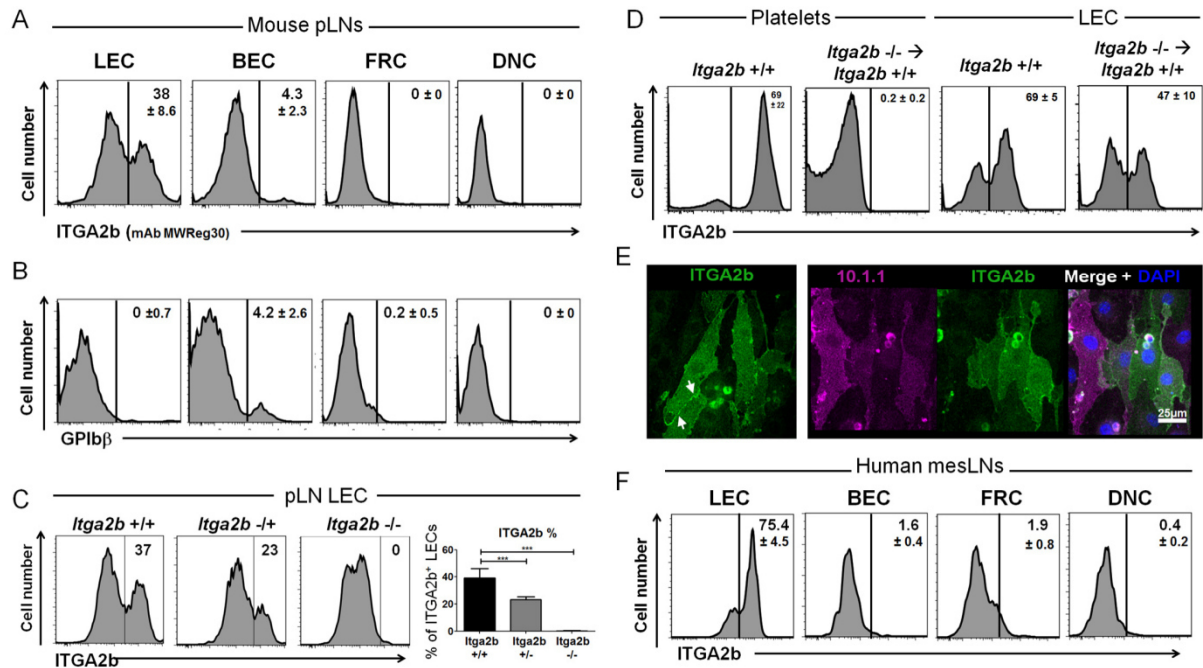 A
Mouse pLNs
LEC
BEC
FRC
DNC
38
± 8.6
4.3
± 2.3
0 ± 0
0 ± 0
Cell number
ITGA2b (mAb MWReg30)
B
0 ±0.7
4.2 ± 2.6
0.2 ± 0.5
0 ± 0
Cell number
GPIbβ
C
pLN LEC
Itga2b +/+
Itga2b -/+
Itga2b -/-
37
23
0
Cell number
ITGA2b
ITGA2b %
***
***
% of ITGA2b+ LECs
60
40
20
0
Itga2b
+/+
Itga2b
+/-
Itga2b
-/-
D
Platelets
LEC
Itga2b +/+
Itga2b -/- →
Itga2b +/+
Itga2b +/+
Itga2b -/- →
Itga2b +/+
69
± 22
0.2 ± 0.2
69 ± 5
47 ± 10
Cell number
ITGA2b
E
ITGA2b
10.1.1
ITGA2b
Merge + DAPI
25µm
F
Human mesLNs
LEC
BEC
FRC
DNC
75.4
± 4.5
1.6
± 0.4
1.9
± 0.8
0.4
± 0.2
Cell number
ITGA2b